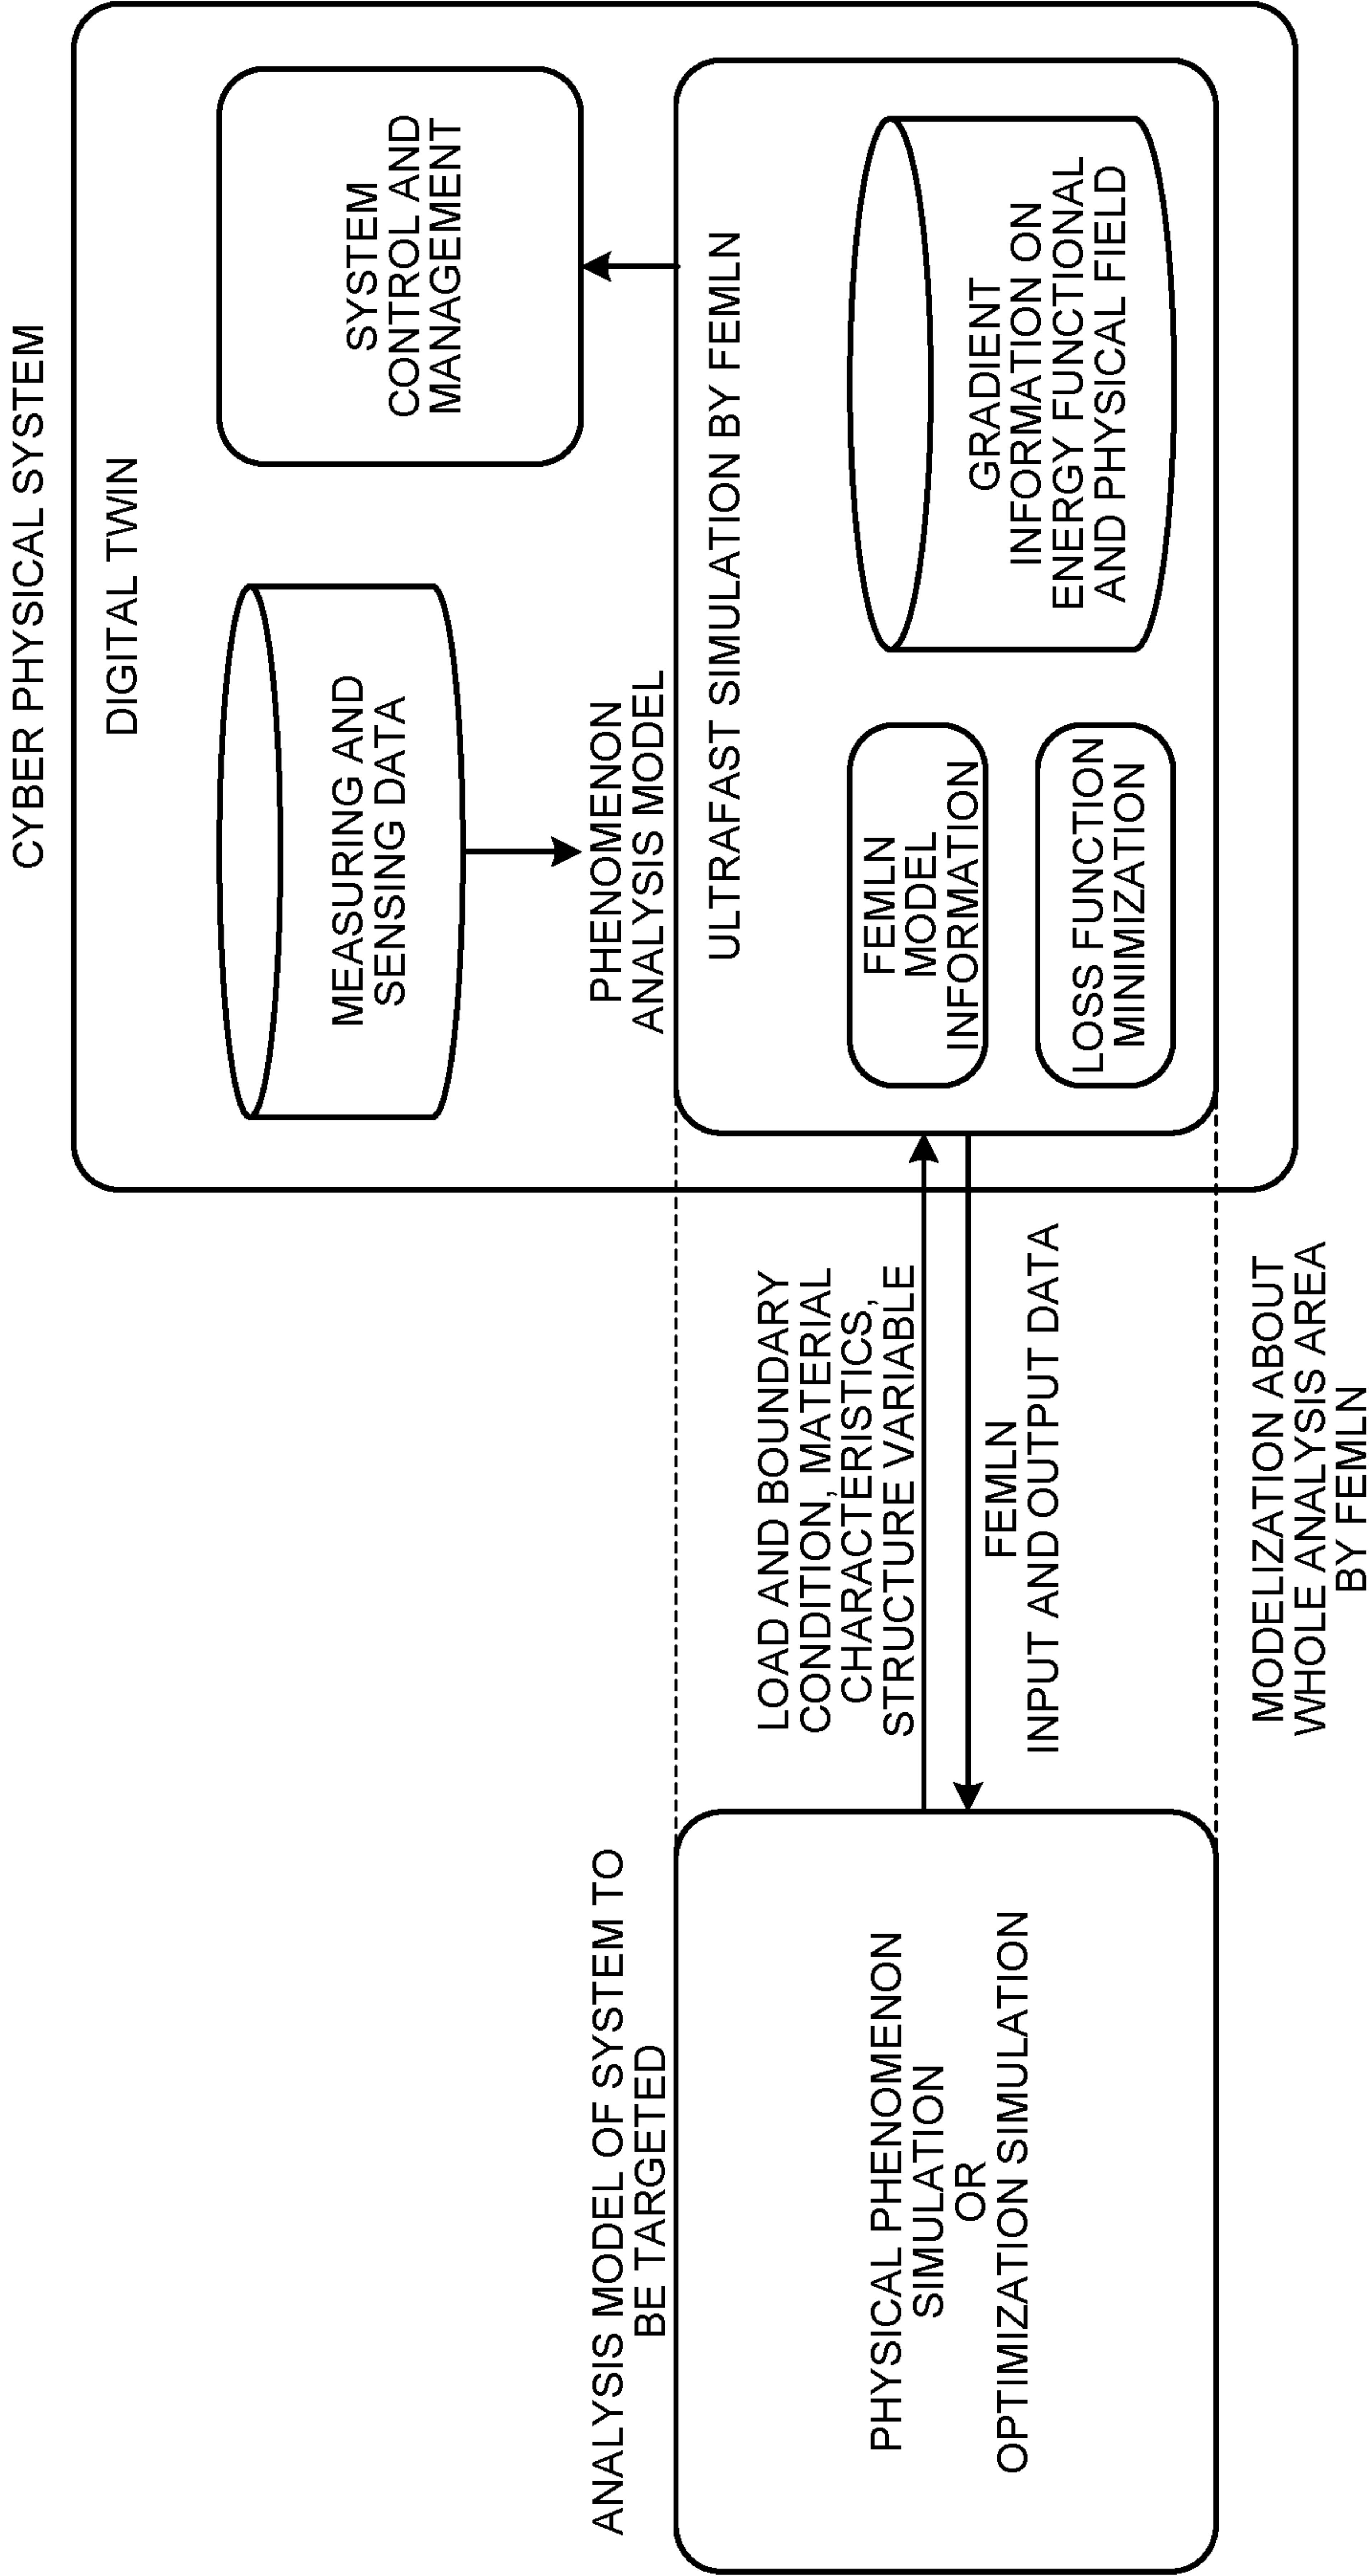 CYBER PHYSICAL SYSTEM
DIGITAL TWIN
MEASURING AND
SENSING DATA
SYSTEM
CONTROL AND
MANAGEMENT
PHENOMENON
ANALYSIS MODEL
ULTRAFAST SIMULATION BY FEMLN
FEMLN
MODEL
INFORMATION
LOSS FUNCTION
MINIMIZATION
GRADIENT
INFORMATION ON
ENERGY FUNCTIONAL
AND PHYSICAL FIELD
ANALYSIS MODEL OF SYSTEM TO
BE TARGETED
PHYSICAL PHENOMENON
SIMULATION
OR
OPTIMIZATION SIMULATION
LOAD AND BOUNDARY
CONDITION, MATERIAL
CHARACTERISTICS,
STRUCTURE VARIABLE
FEMLN
INPUT AND OUTPUT DATA
MODELIZATION ABOUT
WHOLE ANALYSIS AREA
BY FEMLN